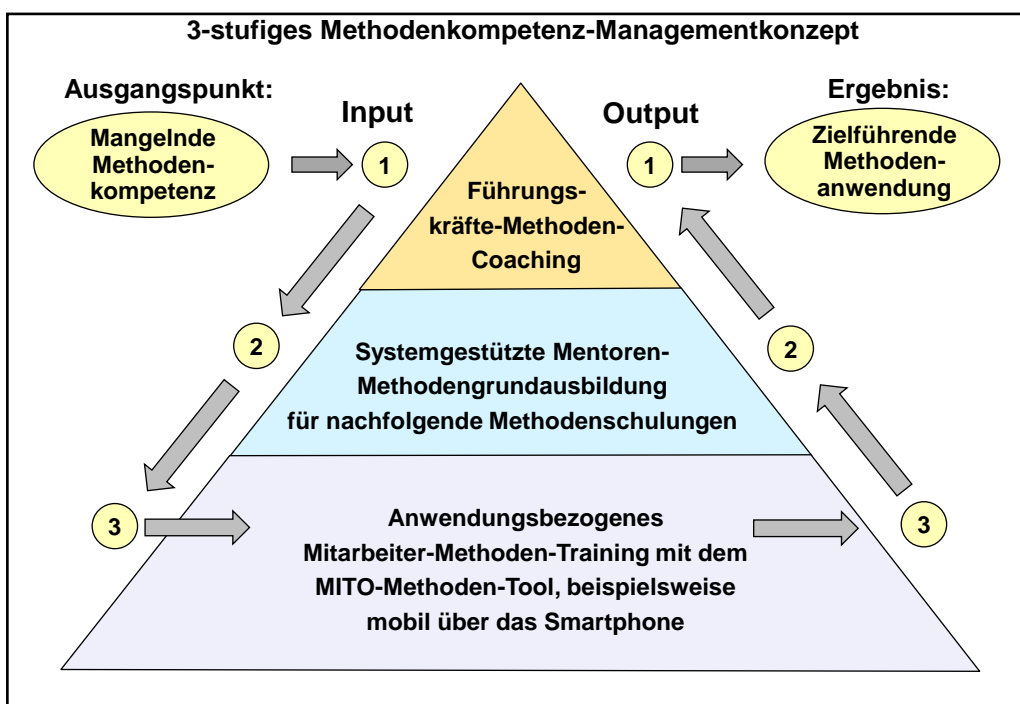 3-stufiges Methodenkompetenz-Managementkonzept
Ausgangspunkt:
Mangelnde
Methoden-
kompetenz
Input
1
2
3
Führungs-
kräfte-Methoden-
Coaching
Systemgestützte Mentoren-
Methodengrundausbildung
für nachfolgende Methodenschulungen
Anwendungsbezogenes
Mitarbeiter-Methoden-Training mit dem
MITO-Methoden-Tool, beispielsweise
mobil über das Smartphone
Output
1
2
3
Ergebnis:
Zielführende
Methoden-
anwendung